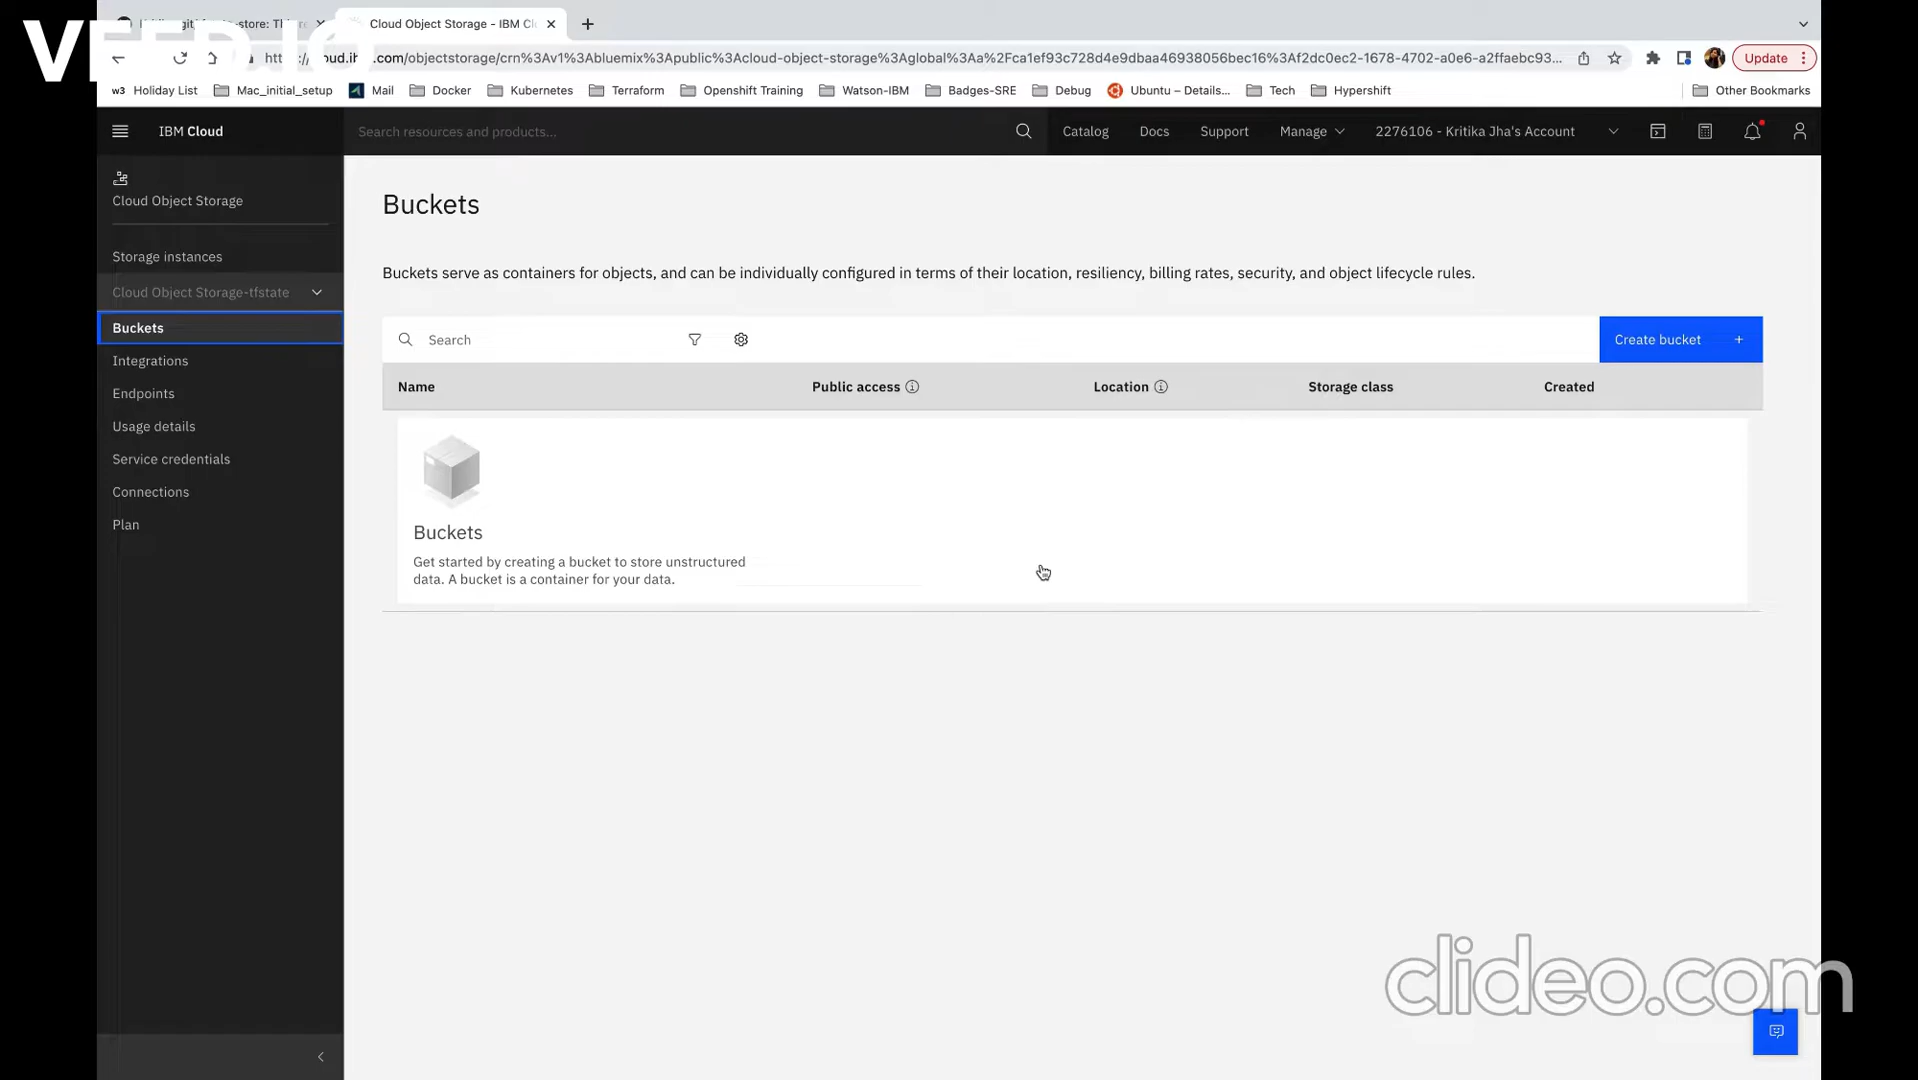 VEED.IO
Cloud Object Storage - IBM Cl
.com/objectstorage/crn%3Av1%3Abluemix%3Apublic%3Acloud-object-storage%3Aglobal%3Aa%2Fca1ef93c728d4e9dbaa46938056bec16%3Af2dc0ec2-1678-4702-a0e6-a2ffaebc93...
Update
w3 Holiday List Mac_initial_setup Mail Docker Kubernetes Terraform Openshift Training Watson-IBM Badges-SRE Debug Ubuntu – Details... Tech Hypershift Other Bookmarks
IBM Cloud Search resources and products... Catalog Docs Support Manage 2276106 - Kritika Jha's Account
Cloud Object Storage
Storage instances
Cloud Object Storage-tfstate
Buckets
Integrations
Endpoints
Usage details
Service credentials
Connections
Plan
Buckets
Buckets serve as containers for objects, and can be individually configured in terms of their location, resiliency, billing rates, security, and object lifecycle rules.
Search
Create bucket +
Name Public access Location Storage class Created
Buckets
Get started by creating a bucket to store unstructured
data. A bucket is a container for your data.
clideo.com